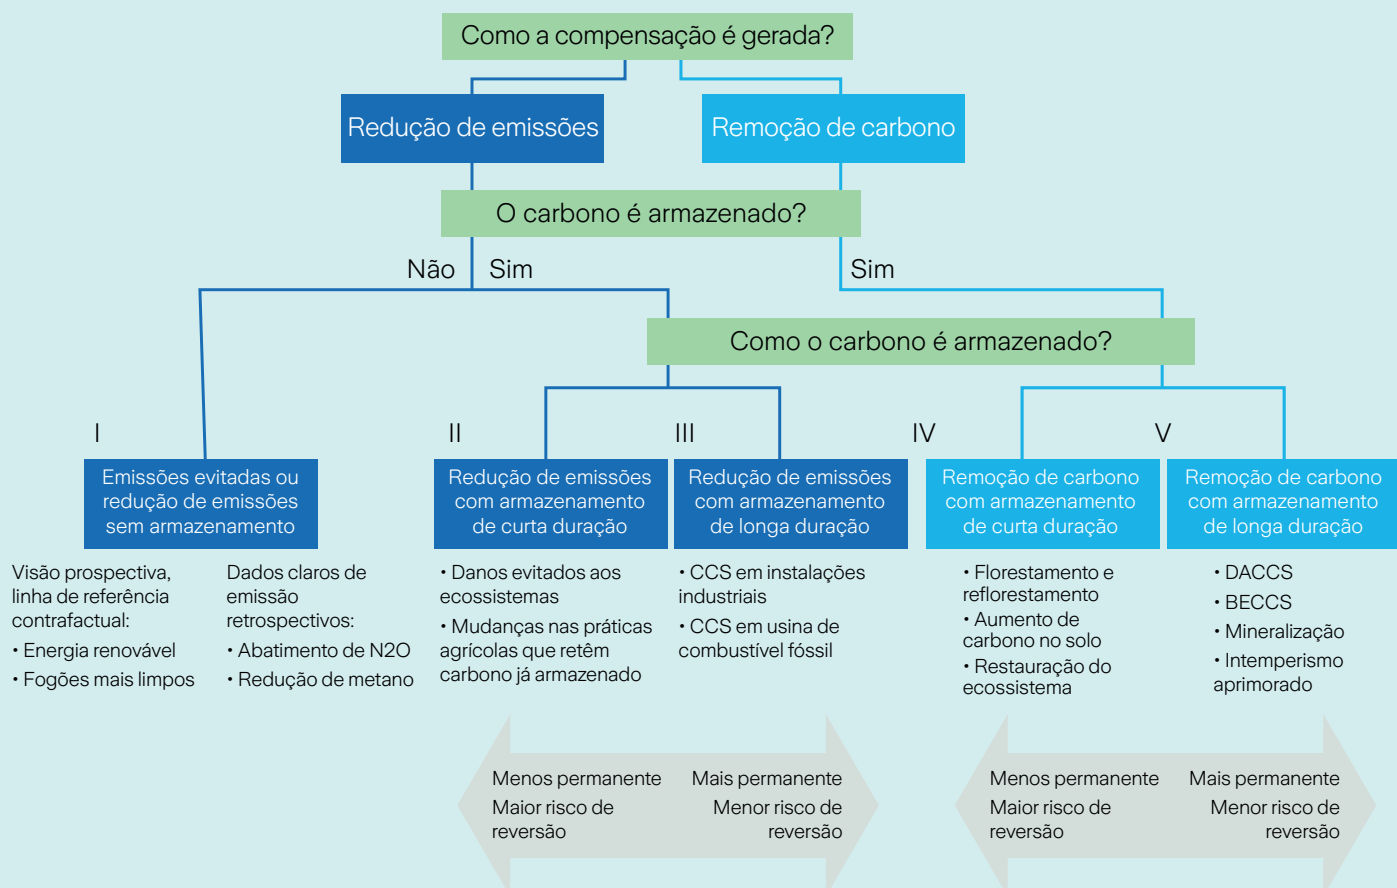 Como a compensação é gerada?
Redução de emissões
Remoção de carbono
O carbono é armazenado?
Não
Sim
Sim
Como o carbono é armazenado?
I
Emissões evitadas ou
redução de emissões
sem armazenamento
Visão prospectiva,
linha de referência
contrafactual:
• Energia renovável
• Fogões mais limpos
Dados claros de
emissão
retrospectivos:
• Abatimento de N2O
• Redução de metano
II
Redução de emissões
com armazenamento
de curta duração
• Danos evitados aos
ecossistemas
• Mudanças nas práticas
agrícolas que retêm
carbono já armazenado
III
Redução de emissões
com armazenamento
de longa duração
• CCS em instalações
industriais
• CCS em usina de
combustível fóssil
IV
Remoção de carbono
com armazenamento
de curta duração
• Florestamento e
reflorestamento
• Aumento de
carbono no solo
• Restauração do
ecossistema
V
Remoção de carbono
com armazenamento
de longa duração
• DACCS
• BECCS
• Mineralização
• Intemperismo
aprimorado
Menos permanente
Maior risco de
reversão
Mais permanente
Menor risco de
reversão
Menos permanente
Maior risco de
reversão
Mais permanente
Menor risco de
reversão